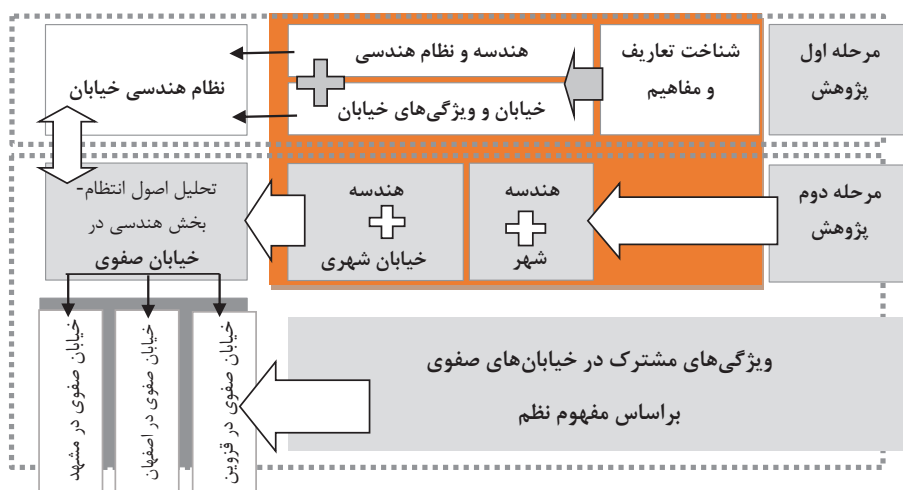 مرحله اول
پژوهش
شناخت تعاریف
و مفاهیم
هندسه و نظام هندسی
خیابان و ویژگی‌های خیابان
نظام هندسی خیابان
مرحله دوم
پژوهش
هندسه
شهر
هندسه
خیابان شهری
تحلیل اصول انتظام-
بخش هندسی در
خیابان صفوی
ویژگی‌های مشترک در خیابان‌های صفوی
براساس مفهوم نظم
خیابان صفوی در قزوین
خیابان صفوی در اصفهان
خیابان صفوی در مشهد